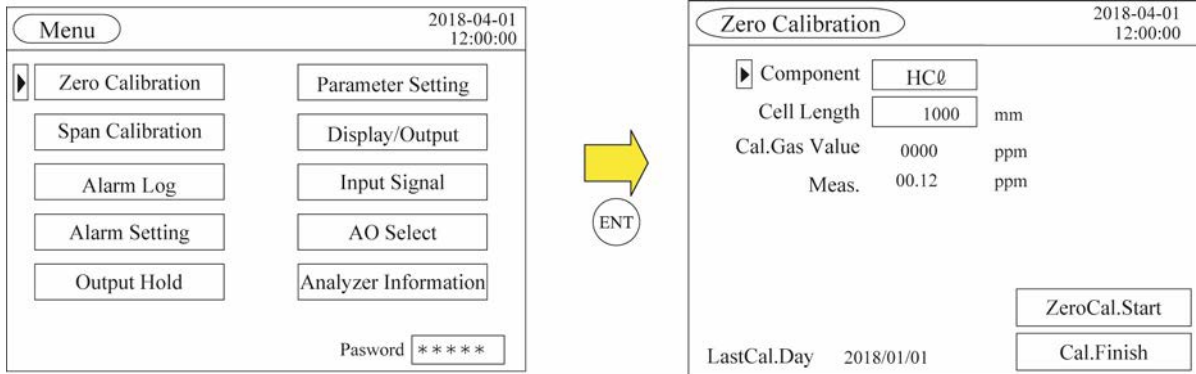 Menu
2018-04-01
12:00:00
Zero Calibration
Parameter Setting
Span Calibration
Display/Output
Alarm Log
Input Signal
Alarm Setting
AO Select
Output Hold
Analyzer Information
Pasword *****
ENT
Zero Calibration
2018-04-01
12:00:00
Component HCℓ
Cell Length 1000 mm
Cal.Gas Value 0000 ppm
Meas. 00.12 ppm
ZeroCal.Start
LastCal.Day 2018/01/01
Cal.Finish